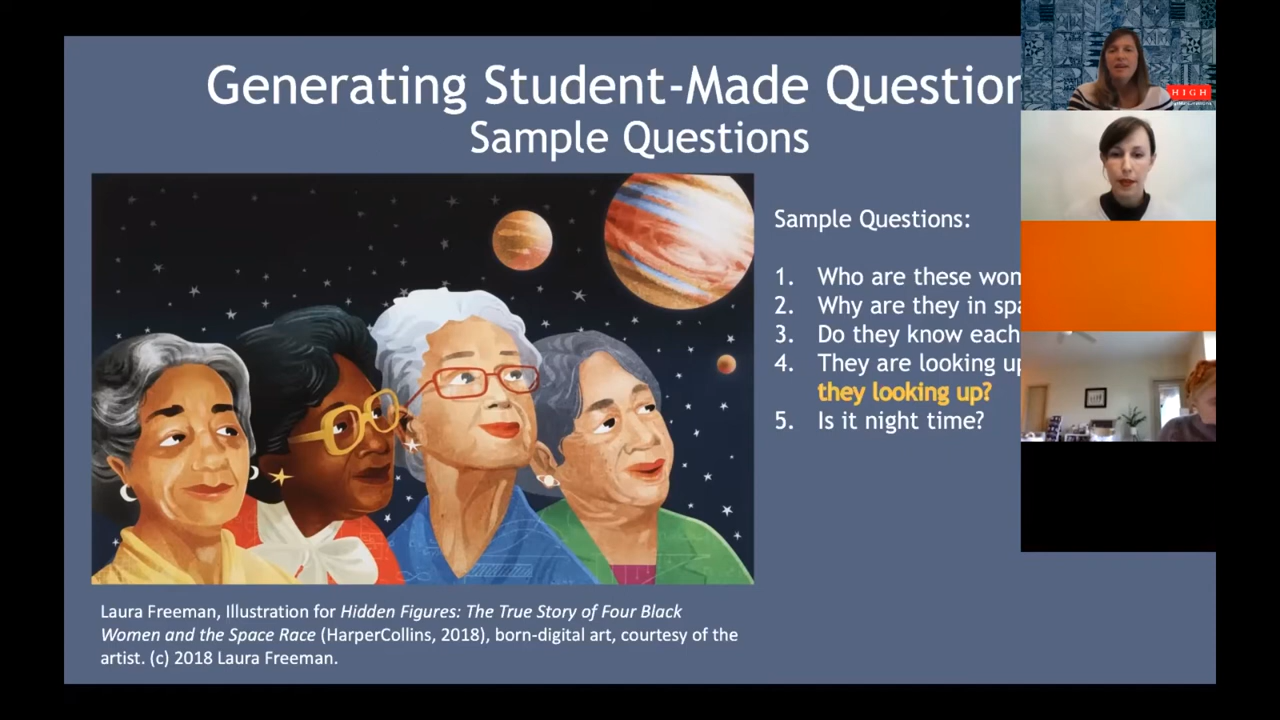 Generating Student-Made Question
Sample Questions
HIGH
Sample Questions:
1. Who are these wom
2. Why are they in spa
3. Do they know each
4. They are looking up
they looking up?
5. Is it night time?
Laura Freeman, Illustration for Hidden Figures: The True Story of Four Black
Women and the Space Race (HarperCollins, 2018), born-digital art, courtesy of the
artist. (c) 2018 Laura Freeman.